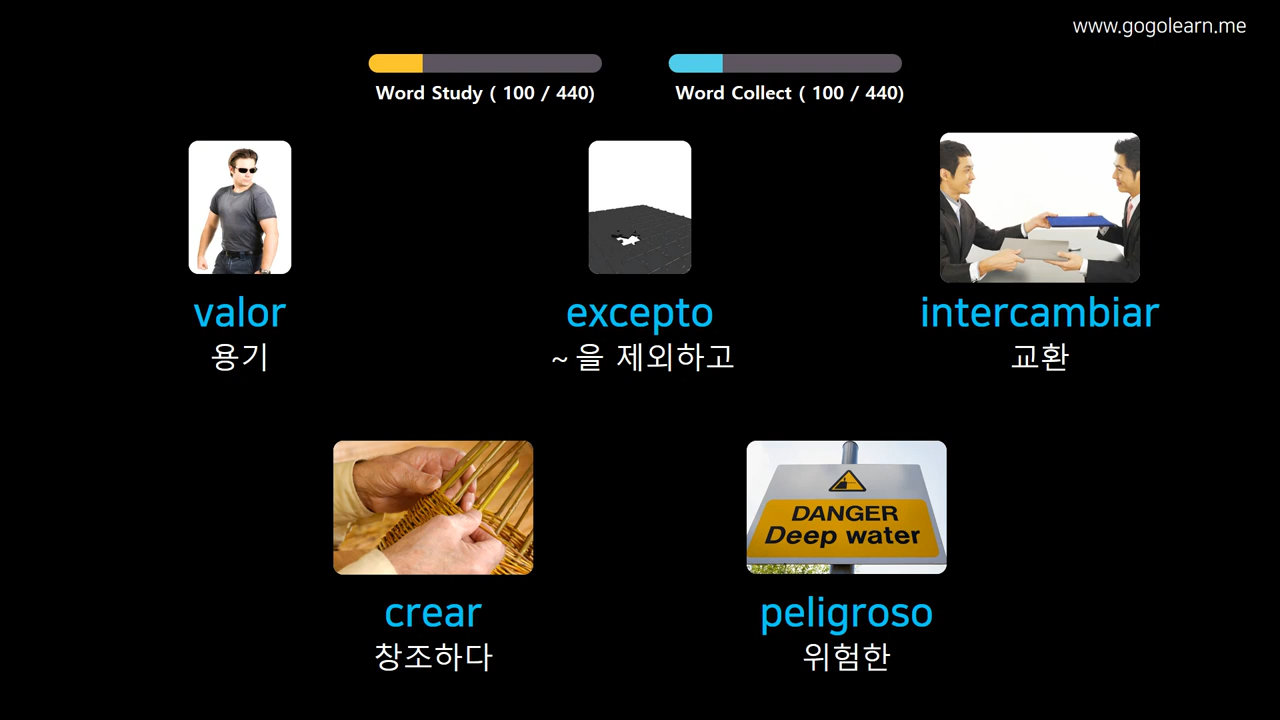 www.gogolearn.me
Word Study ( 100 / 440)
Word Collect ( 100 / 440)
valor
용기
excepto
~ 을 제외하고
intercambiar
교환
DANGER
Deep water
crear
창조하다
peligroso
위험한